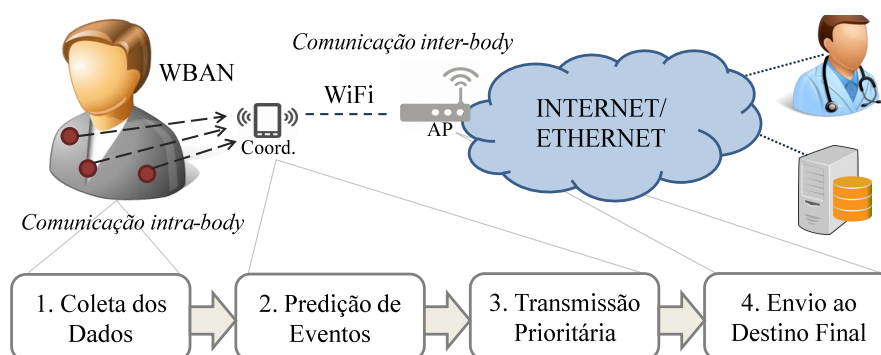 Comunicação inter-body
WBAN
WiFi
INTERNET/
ETHERNET
AP
Coord.
Comunicação intra-body
1. Coleta dos
Dados
2. Predição de
Eventos
3. Transmissão
Prioritária
4. Envio ao
Destino Final